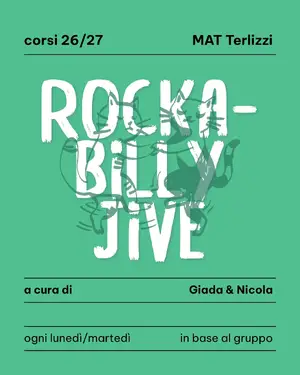 corsi 26/27 MAT Terlizzi
ROCKA-
BILLY
JIVE
a cura di Giada & Nicola
ogni lunedì/martedì in base al gruppo